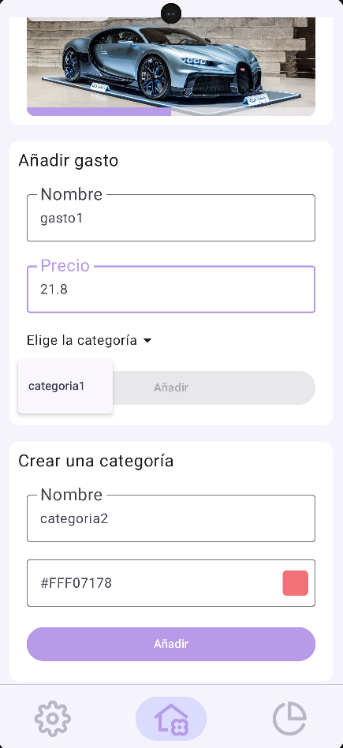 Añadir gasto
Nombre
gasto1
Precio
21.8
Elige la categoría
categoria1
Añadir
Crear una categoría
Nombre
categoria2
#FFF07178
Añadir